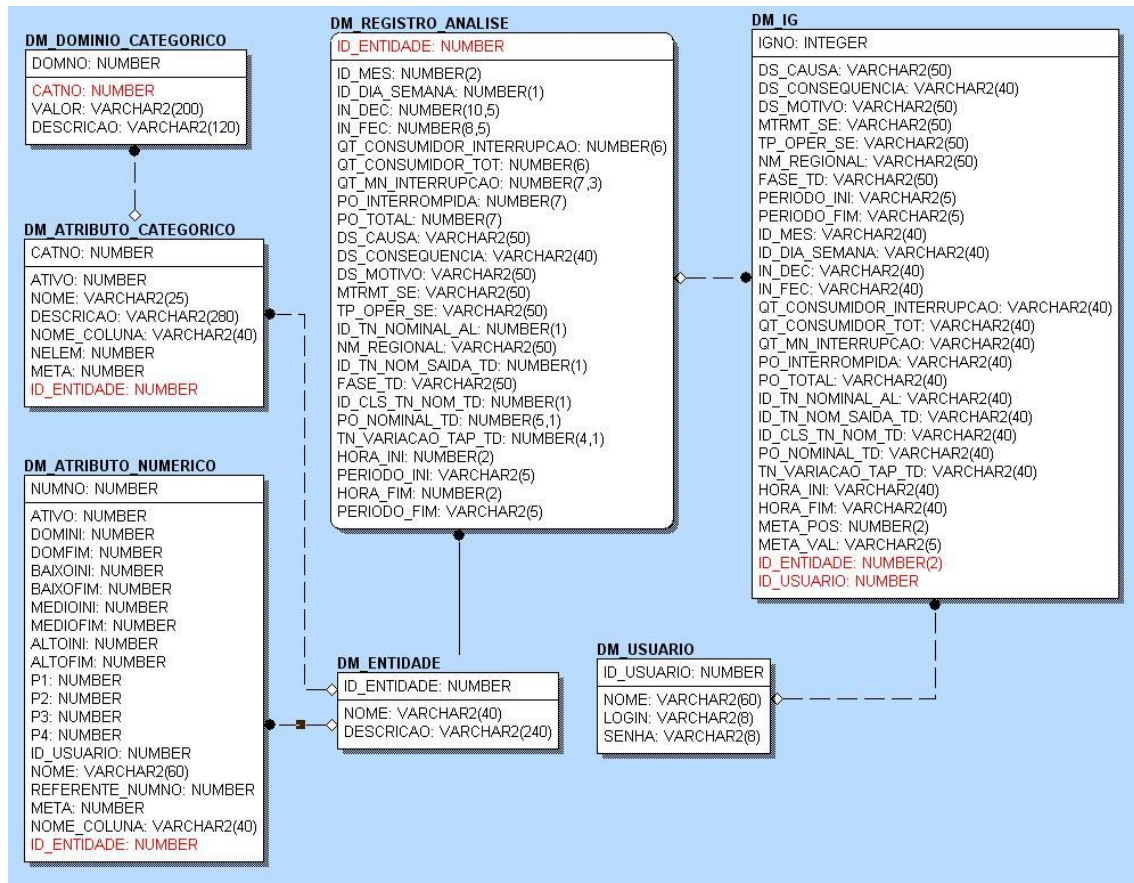 DM_DOMINIO_CATEGORICO
DOMNO: NUMBER
CATNO: NUMBER
VALOR: VARCHAR2(200)
DESCRICAO: VARCHAR2(120)
DM_ATRIBUTO_CATEGORICO
CATNO: NUMBER
ATIVO: NUMBER
NOME: VARCHAR2(25)
DESCRICAO: VARCHAR2(280)
NOME_COLUNA: VARCHAR2(40)
NELEM: NUMBER
META: NUMBER
ID_ENTIDADE: NUMBER
DM_ATRIBUTO_NUMERICO
NUMNO: NUMBER
ATIVO: NUMBER
DOMINI: NUMBER
DOMFIM: NUMBER
BAIXOINI: NUMBER
BAIXOFIM: NUMBER
MEDIOINI: NUMBER
MEDIOFIM: NUMBER
ALTOINI: NUMBER
ALTOFIM: NUMBER
P1: NUMBER
P2: NUMBER
P3: NUMBER
P4: NUMBER
ID_USUARIO: NUMBER
NOME: VARCHAR2(60)
REFERENTE_NUMNO: NUMBER
META: NUMBER
NOME_COLUNA: VARCHAR2(40)
ID_ENTIDADE: NUMBER
DM_REGISTRO_ANALISE
ID_ENTIDADE: NUMBER
ID_MES: NUMBER(2)
ID_DIA_SEMANA: NUMBER(1)
IN_DEC: NUMBER(10,5)
IN_FEC: NUMBER(8,5)
QT_CONSUMIDOR_INTERRUPCAO: NUMBER(6)
QT_CONSUMIDOR_TOT: NUMBER(6)
QT_MN_INTERRUPCAO: NUMBER(7,3)
PO_INTERROMPIDA: NUMBER(7)
PO_TOTAL: NUMBER(7)
DS_CAUSA: VARCHAR2(50)
DS_CONSEQUENCIA: VARCHAR2(40)
DS_MOTIVO: VARCHAR2(50)
MTRMT_SE: VARCHAR2(50)
TP_OPER_SE: VARCHAR2(50)
ID_TN_NOMINAL_AL: NUMBER(1)
NM_REGIONAL: VARCHAR2(50)
ID_TN_NOM_SAIDA_TD: NUMBER(1)
FASE_TD: VARCHAR2(50)
ID_CLS_TN_NOM_TD: NUMBER(1)
PO_NOMINAL_TD: NUMBER(5,1)
TN_VARIACAO_TAP_TD: NUMBER(4,1)
HORA_INI: NUMBER(2)
PERIODO_INI: VARCHAR2(5)
HORA_FIM: NUMBER(2)
PERIODO_FIM: VARCHAR2(5)
DM_ENTIDADE
ID_ENTIDADE: NUMBER
NOME: VARCHAR2(40)
DESCRICAO: VARCHAR2(240)
DM_IG
IGNO: INTEGER
DS_CAUSA: VARCHAR2(50)
DS_CONSEQUENCIA: VARCHAR2(40)
DS_MOTIVO: VARCHAR2(50)
MTRMT_SE: VARCHAR2(50)
TP_OPER_SE: VARCHAR2(50)
NM_REGIONAL: VARCHAR2(50)
FASE_TD: VARCHAR2(50)
PERIODO_INI: VARCHAR2(5)
PERIODO_FIM: VARCHAR2(5)
ID_MES: VARCHAR2(40)
ID_DIA_SEMANA: VARCHAR2(40)
IN_DEC: VARCHAR2(40)
IN_FEC: VARCHAR2(40)
QT_CONSUMIDOR_INTERRUPCAO: VARCHAR2(40)
QT_CONSUMIDOR_TOT: VARCHAR2(40)
QT_MN_INTERRUPCAO: VARCHAR2(40)
PO_INTERROMPIDA: VARCHAR2(40)
PO_TOTAL: VARCHAR2(40)
ID_TN_NOMINAL_AL: VARCHAR2(40)
ID_TN_NOM_SAIDA_TD: VARCHAR2(40)
ID_CLS_TN_NOM_TD: VARCHAR2(40)
PO_NOMINAL_TD: VARCHAR2(40)
TN_VARIACAO_TAP_TD: VARCHAR2(40)
HORA_INI: VARCHAR2(40)
HORA_FIM: VARCHAR2(40)
META_POS: NUMBER(2)
META_VAL: VARCHAR2(5)
ID_ENTIDADE: NUMBER(2)
ID_USUARIO: NUMBER
DM_USUARIO
ID_USUARIO: NUMBER
NOME: VARCHAR2(60)
LOGIN: VARCHAR2(8)
SENHA: VARCHAR2(8)